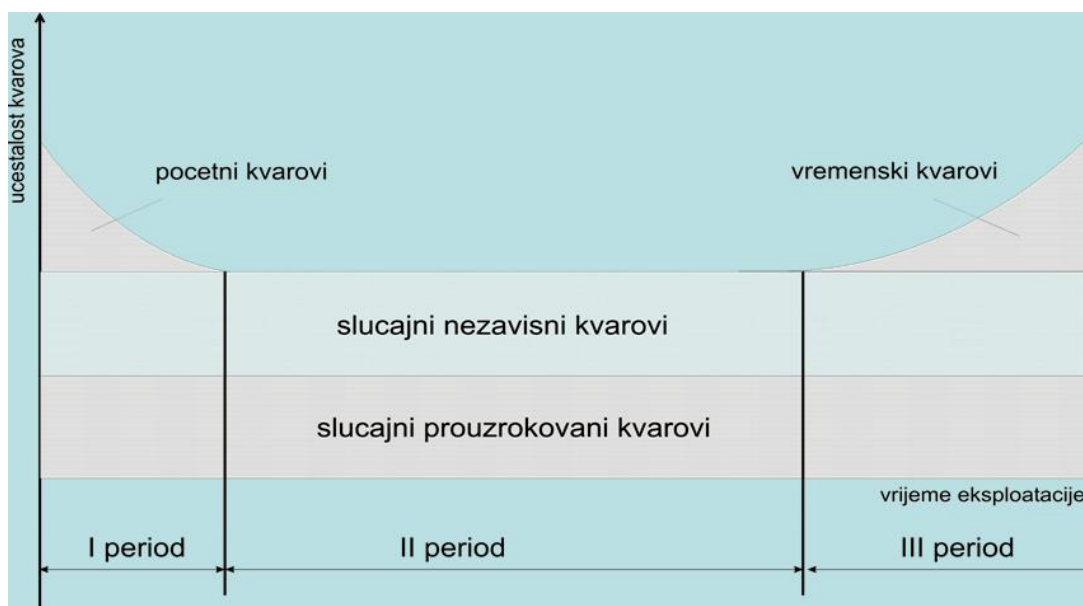 ucestalost kvarova
pocetni kvarovi
vremenski kvarovi
slucajni nezavisni kvarovi
slucajni prouzrokovani kvarovi
vrijeme eksploatacije
I period
II period
III period